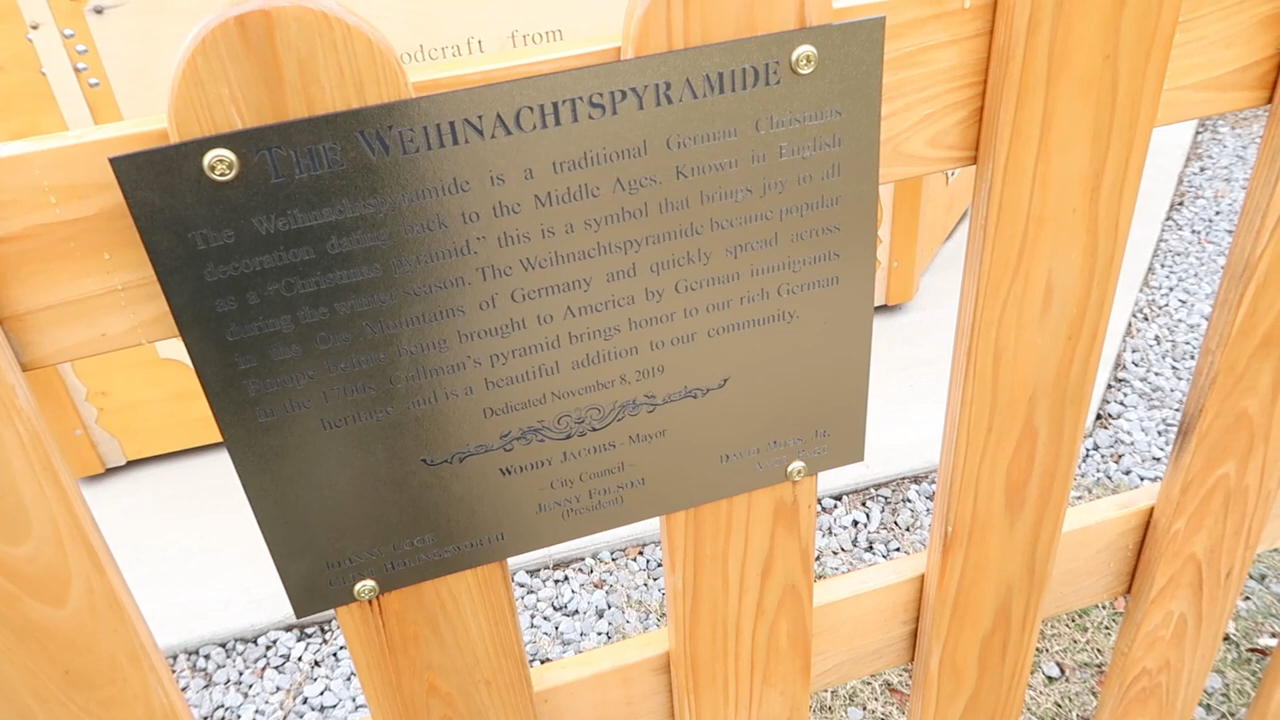 odcraft from
THE WEIHNACHTSPYRAMIDE
The Weihnachtspyramide is a traditional German Christmas
decoration dating back to the Middle Ages. Known in English
as a "Christmas pyramid," this is a symbol that brings joy to all
during the winter season. The Weihnachtspyramide became popular
in the Ore Mountains of Germany and quickly spread across
Europe before being brought to America by German immigrants
in the 1700s. Cullman's pyramid brings honor to our rich German
heritage and is a beautiful addition to our community.
Dedicated November 8, 2019
WOODY JACOBS - Mayor
- City Council -
JENNY FOLSOM
(President)
DAVID MOSS, JR.
JOHNNY COOK
CLINT HOLINGSWORTH